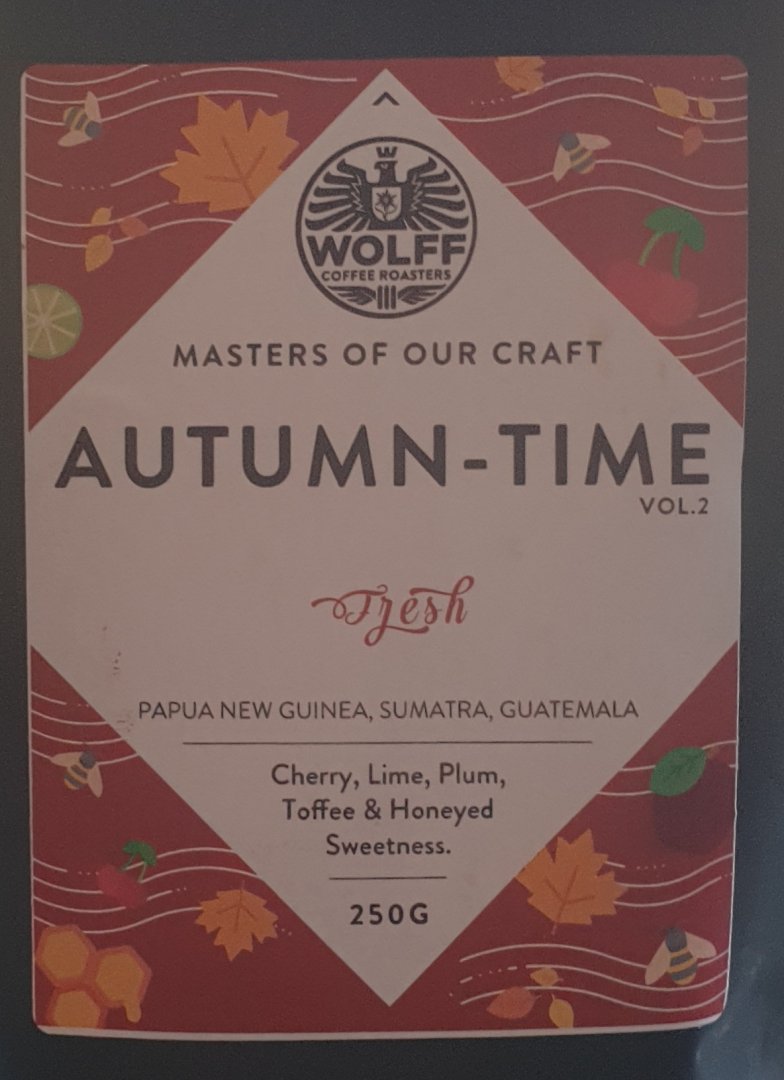 W
WOLFF
COFFEE ROASTERS
MASTERS OF OUR CRAFT
AUTUMN-TIME
VOL.2
Fresh
PAPUA NEW GUINEA, SUMATRA, GUATEMALA
Cherry, Lime, Plum,
Toffee & Honeyed
Sweetness.
250G